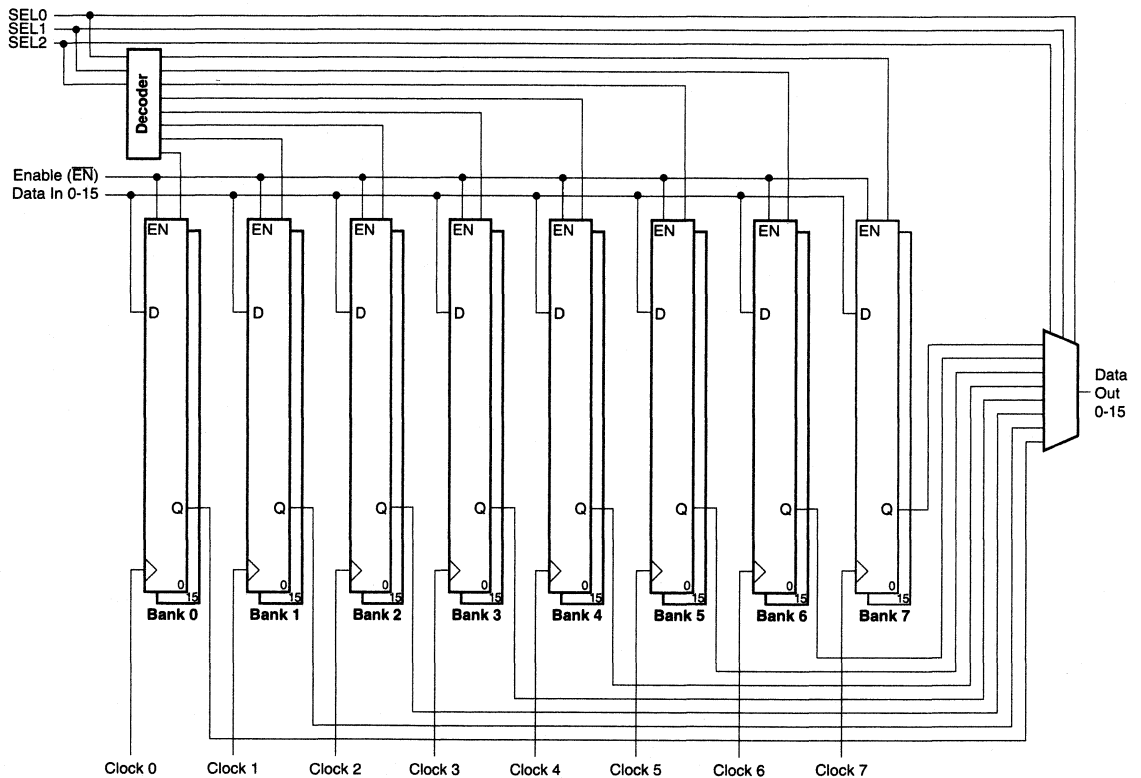 SEL0
SEL1
SEL2
Decoder
Enable (E̅N̅)
Data In 0-15
EN EN EN EN EN EN EN EN
D D D D D D D D
Data
Out
0-15
Q Q Q Q Q Q Q Q
0 0 0 0 0 0 0 0
15 15 15 15 15 15 15 15
Bank 0 Bank 1 Bank 2 Bank 3 Bank 4 Bank 5 Bank 6 Bank 7
Clock 0 Clock 1 Clock 2 Clock 3 Clock 4 Clock 5 Clock 6 Clock 7